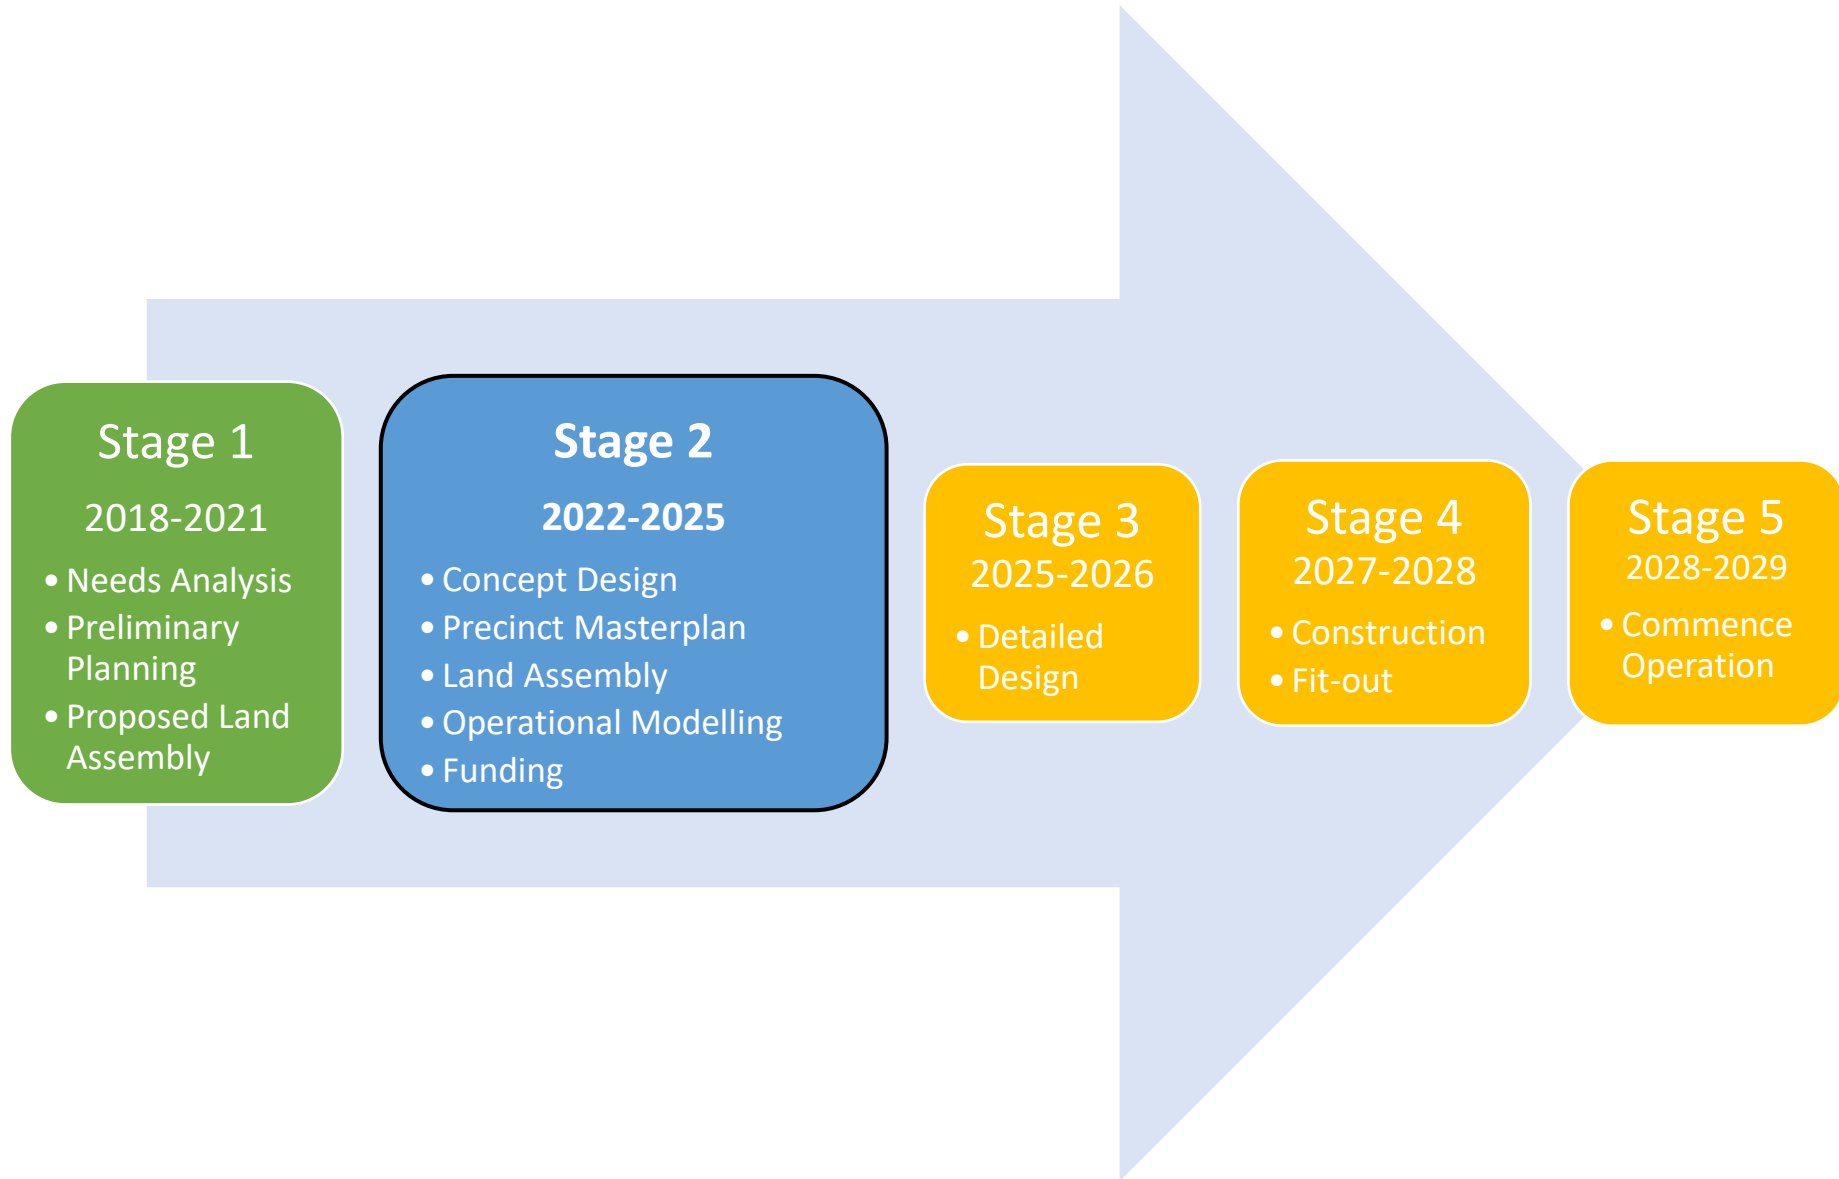 Stage 1
2018-2021
• Needs Analysis
• Preliminary
Planning
• Proposed Land
Assembly
Stage 2
2022-2025
• Concept Design
• Precinct Masterplan
• Land Assembly
• Operational Modelling
• Funding
Stage 3
2025-2026
• Detailed
Design
Stage 4
2027-2028
• Construction
• Fit-out
Stage 5
2028-2029
• Commence
Operation